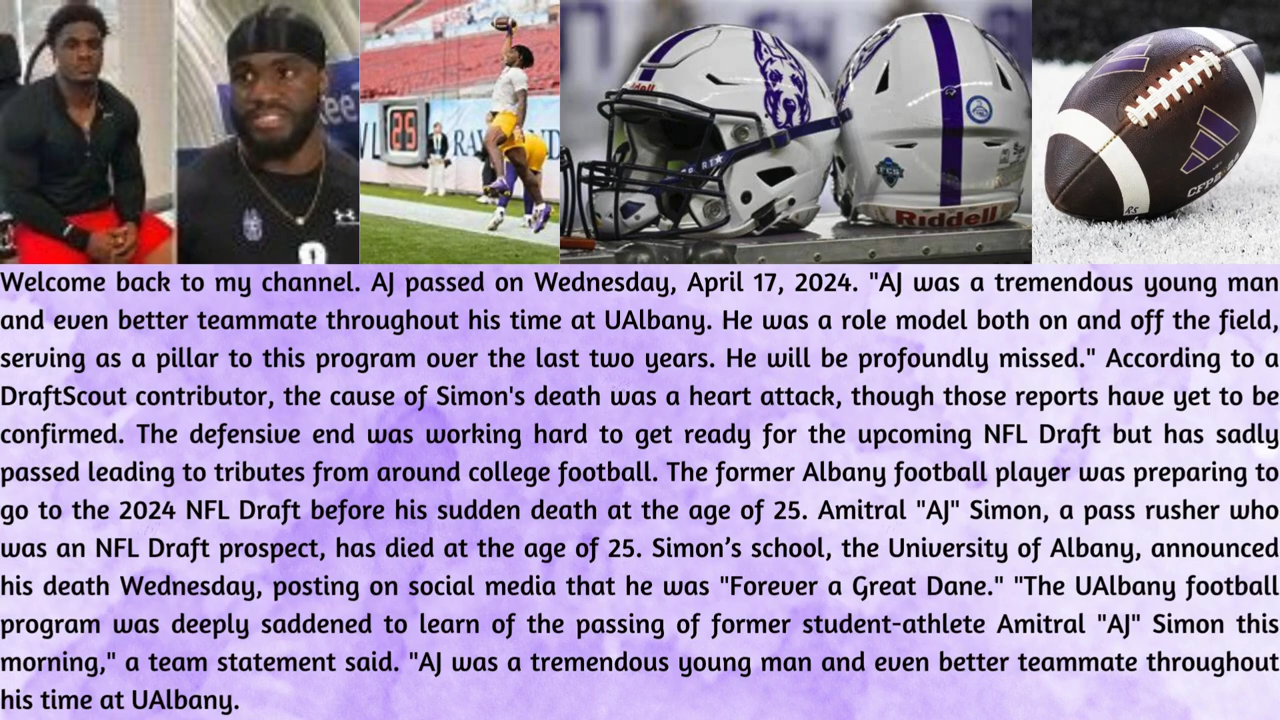 25
RAY
Riddell
FCS
Riddell
CFP
Welcome back to my channel. AJ passed on Wednesday, April 17, 2024. "AJ was a tremendous young man
and even better teammate throughout his time at UAlbany. He was a role model both on and off the field,
serving as a pillar to this program over the last two years. He will be profoundly missed." According to a
DraftScout contributor, the cause of Simon's death was a heart attack, though those reports have yet to be
confirmed. The defensive end was working hard to get ready for the upcoming NFL Draft but has sadly
passed leading to tributes from around college football. The former Albany football player was preparing to
go to the 2024 NFL Draft before his sudden death at the age of 25. Amitral "AJ" Simon, a pass rusher who
was an NFL Draft prospect, has died at the age of 25. Simon’s school, the University of Albany, announced
his death Wednesday, posting on social media that he was "Forever a Great Dane." "The UAlbany football
program was deeply saddened to learn of the passing of former student-athlete Amitral "AJ" Simon this
morning," a team statement said. "AJ was a tremendous young man and even better teammate throughout
his time at UAlbany.